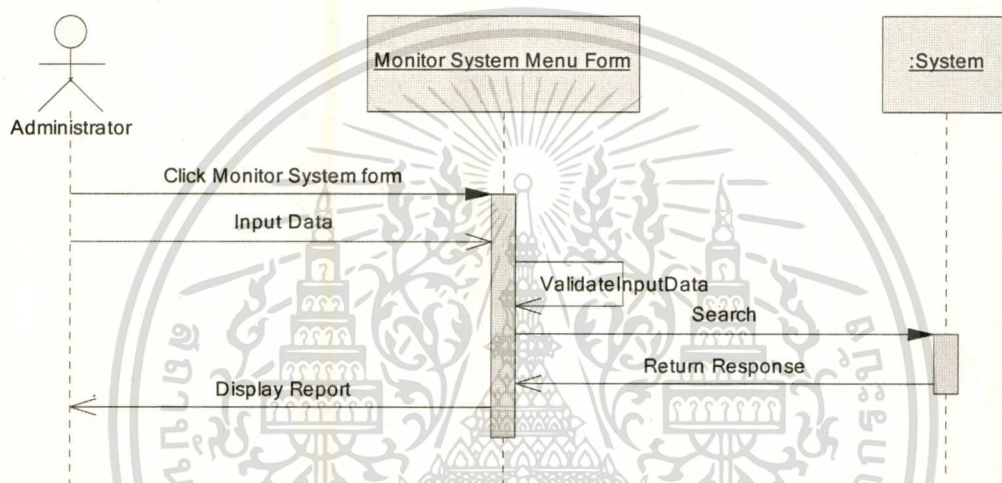 Monitor System Menu Form
:System
Administrator
Click Monitor System form
Input Data
ValidateInputData
Search
Return Response
Display Report